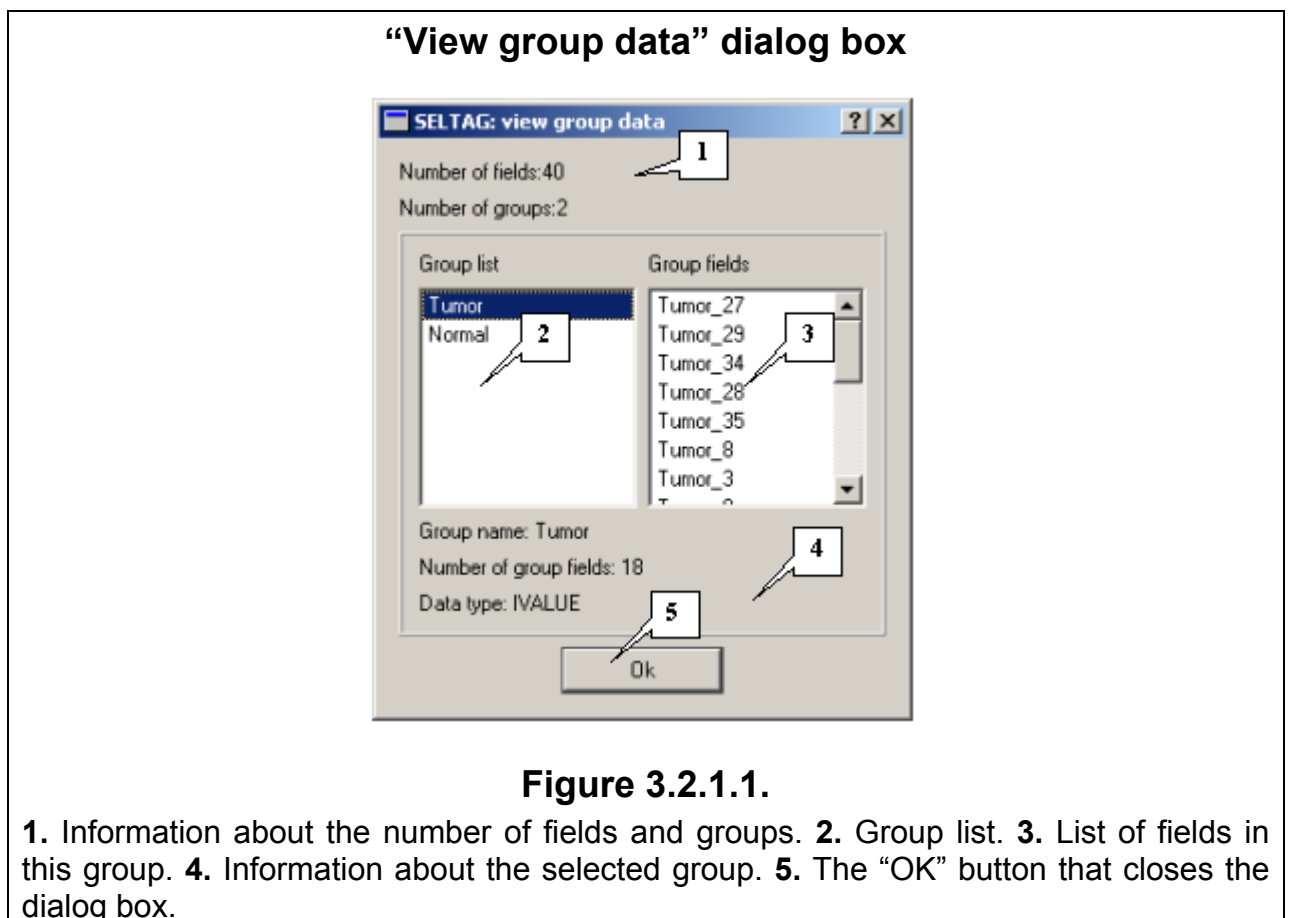 “View group data” dialog box
SELTAG: view group data
1
Number of fields:40
Number of groups:2
Group list
Group fields
Tumor
Normal
2
Tumor_27
Tumor_29
Tumor_34
Tumor_28
Tumor_35
Tumor_8
Tumor_3
3
Group name: Tumor
Number of group fields: 18
Data type: IVALUE
4
5
Ok
Figure 3.2.1.1.
1. Information about the number of fields and groups. 2. Group list. 3. List of fields in
this group. 4. Information about the selected group. 5. The “OK” button that closes the
dialog box.